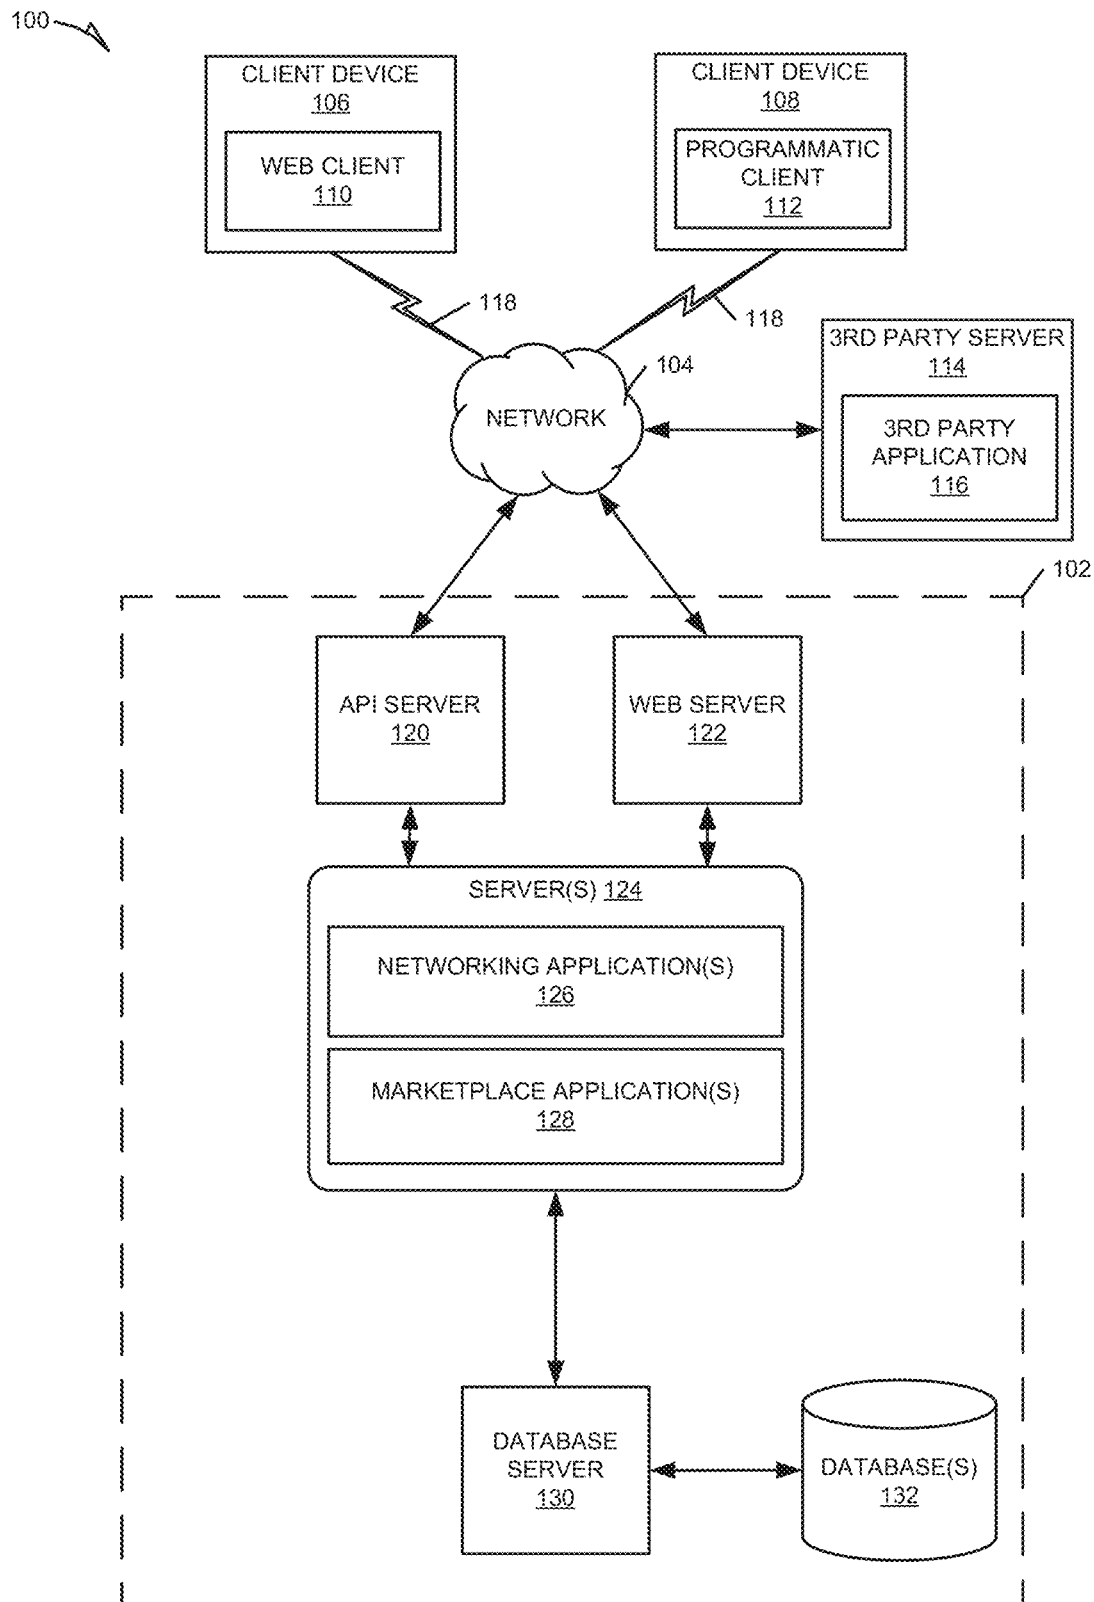 100
CLIENT DEVICE
106
WEB CLIENT
110
CLIENT DEVICE
108
PROGRAMMATIC
CLIENT
112
118
118
3RD PARTY SERVER
114
3RD PARTY
APPLICATION
116
104
NETWORK
102
API SERVER
120
WEB SERVER
122
SERVER(S) 124
NETWORKING APPLICATION(S)
126
MARKETPLACE APPLICATION(S)
128
DATABASE
SERVER
130
DATABASE(S)
132